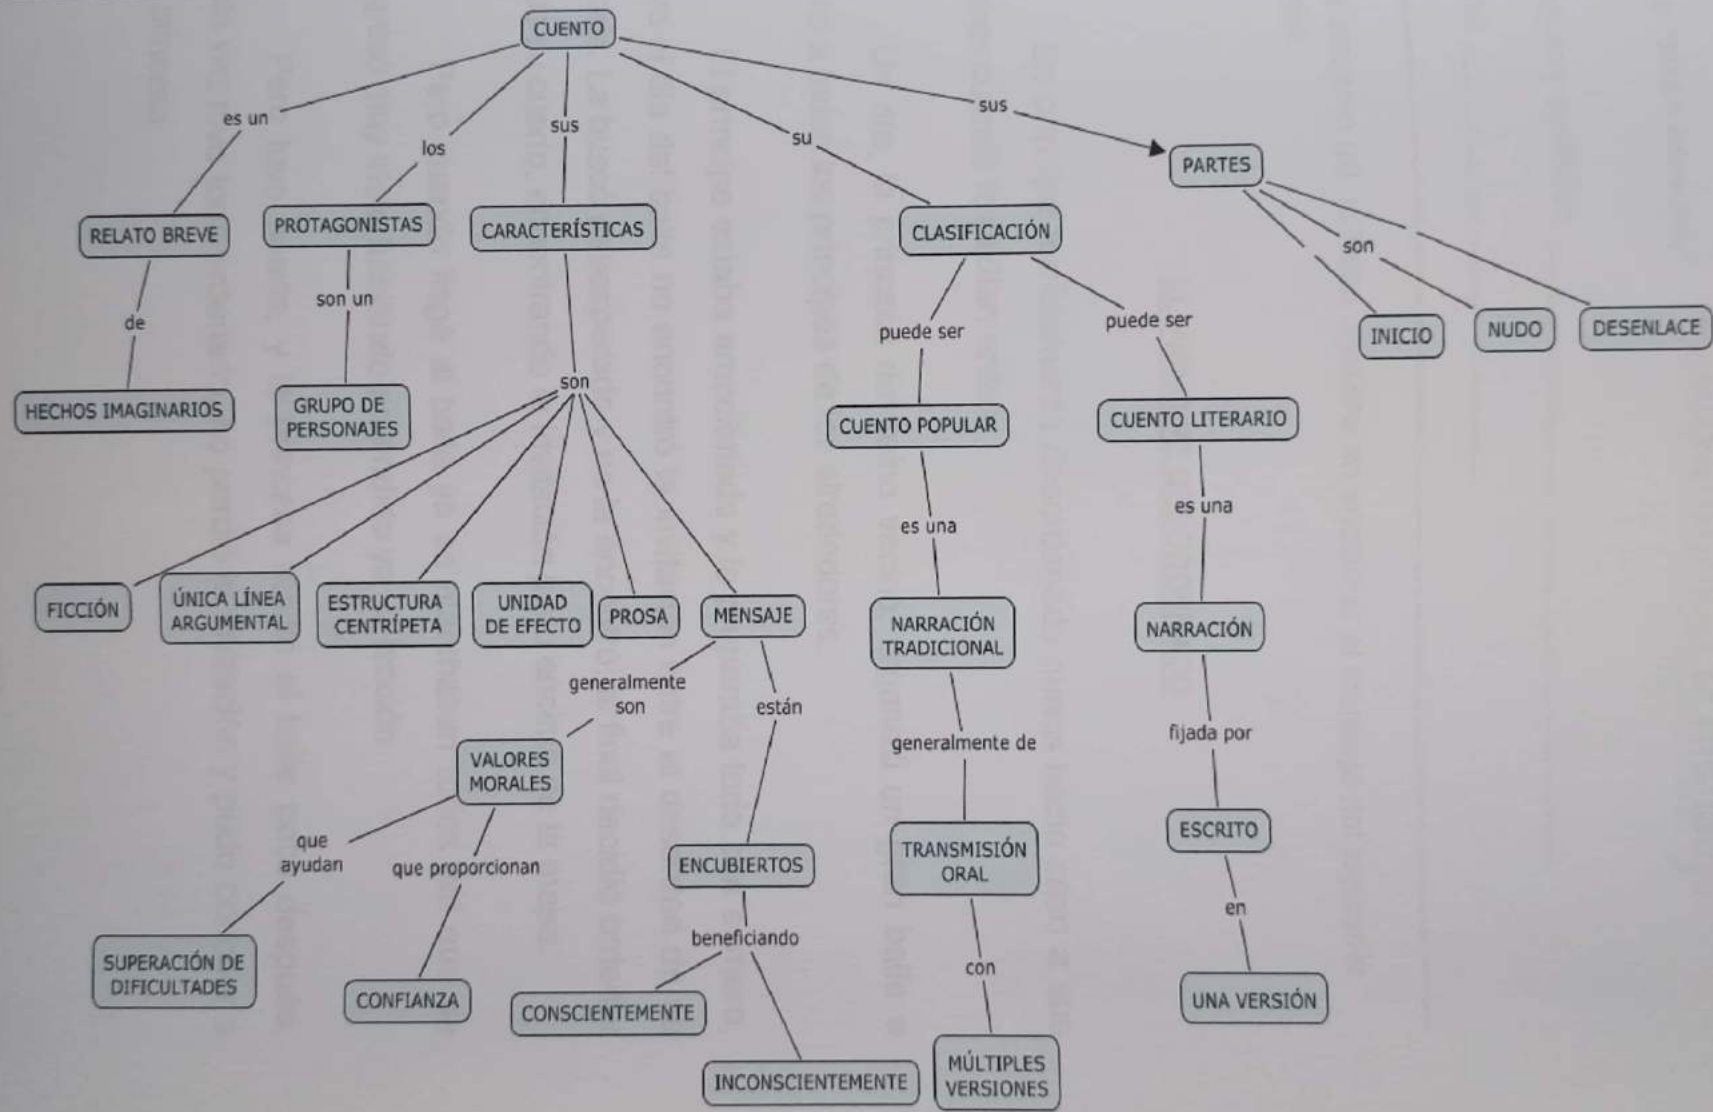 CUENTO
es un
los
sus
su
sus
PARTES
RELATO BREVE
PROTAGONISTAS
CARACTERÍSTICAS
CLASIFICACIÓN
son
INICIO
NUDO
DESENLACE
de
son un
puede ser
puede ser
HECHOS IMAGINARIOS
GRUPO DE
PERSONAJES
son
CUENTO POPULAR
CUENTO LITERARIO
es una
es una
FICCIÓN
ÚNICA LÍNEA
ARGUMENTAL
ESTRUCTURA
CENTRÍPETA
UNIDAD
DE EFECTO
PROSA
MENSAJE
NARRACIÓN
TRADICIONAL
NARRACIÓN
generalmente
son
están
generalmente de
fijada por
VALORES
MORALES
que
ayudan
que proporcionan
ENCUBIERTOS
TRANSMISIÓN
ORAL
ESCRITO
beneficiando
con
en
SUPERACIÓN DE
DIFICULTADES
CONFIANZA
CONSCIENTEMENTE
INCONSCIENTEMENTE
MÚLTIPLES
VERSIONES
UNA VERSIÓN